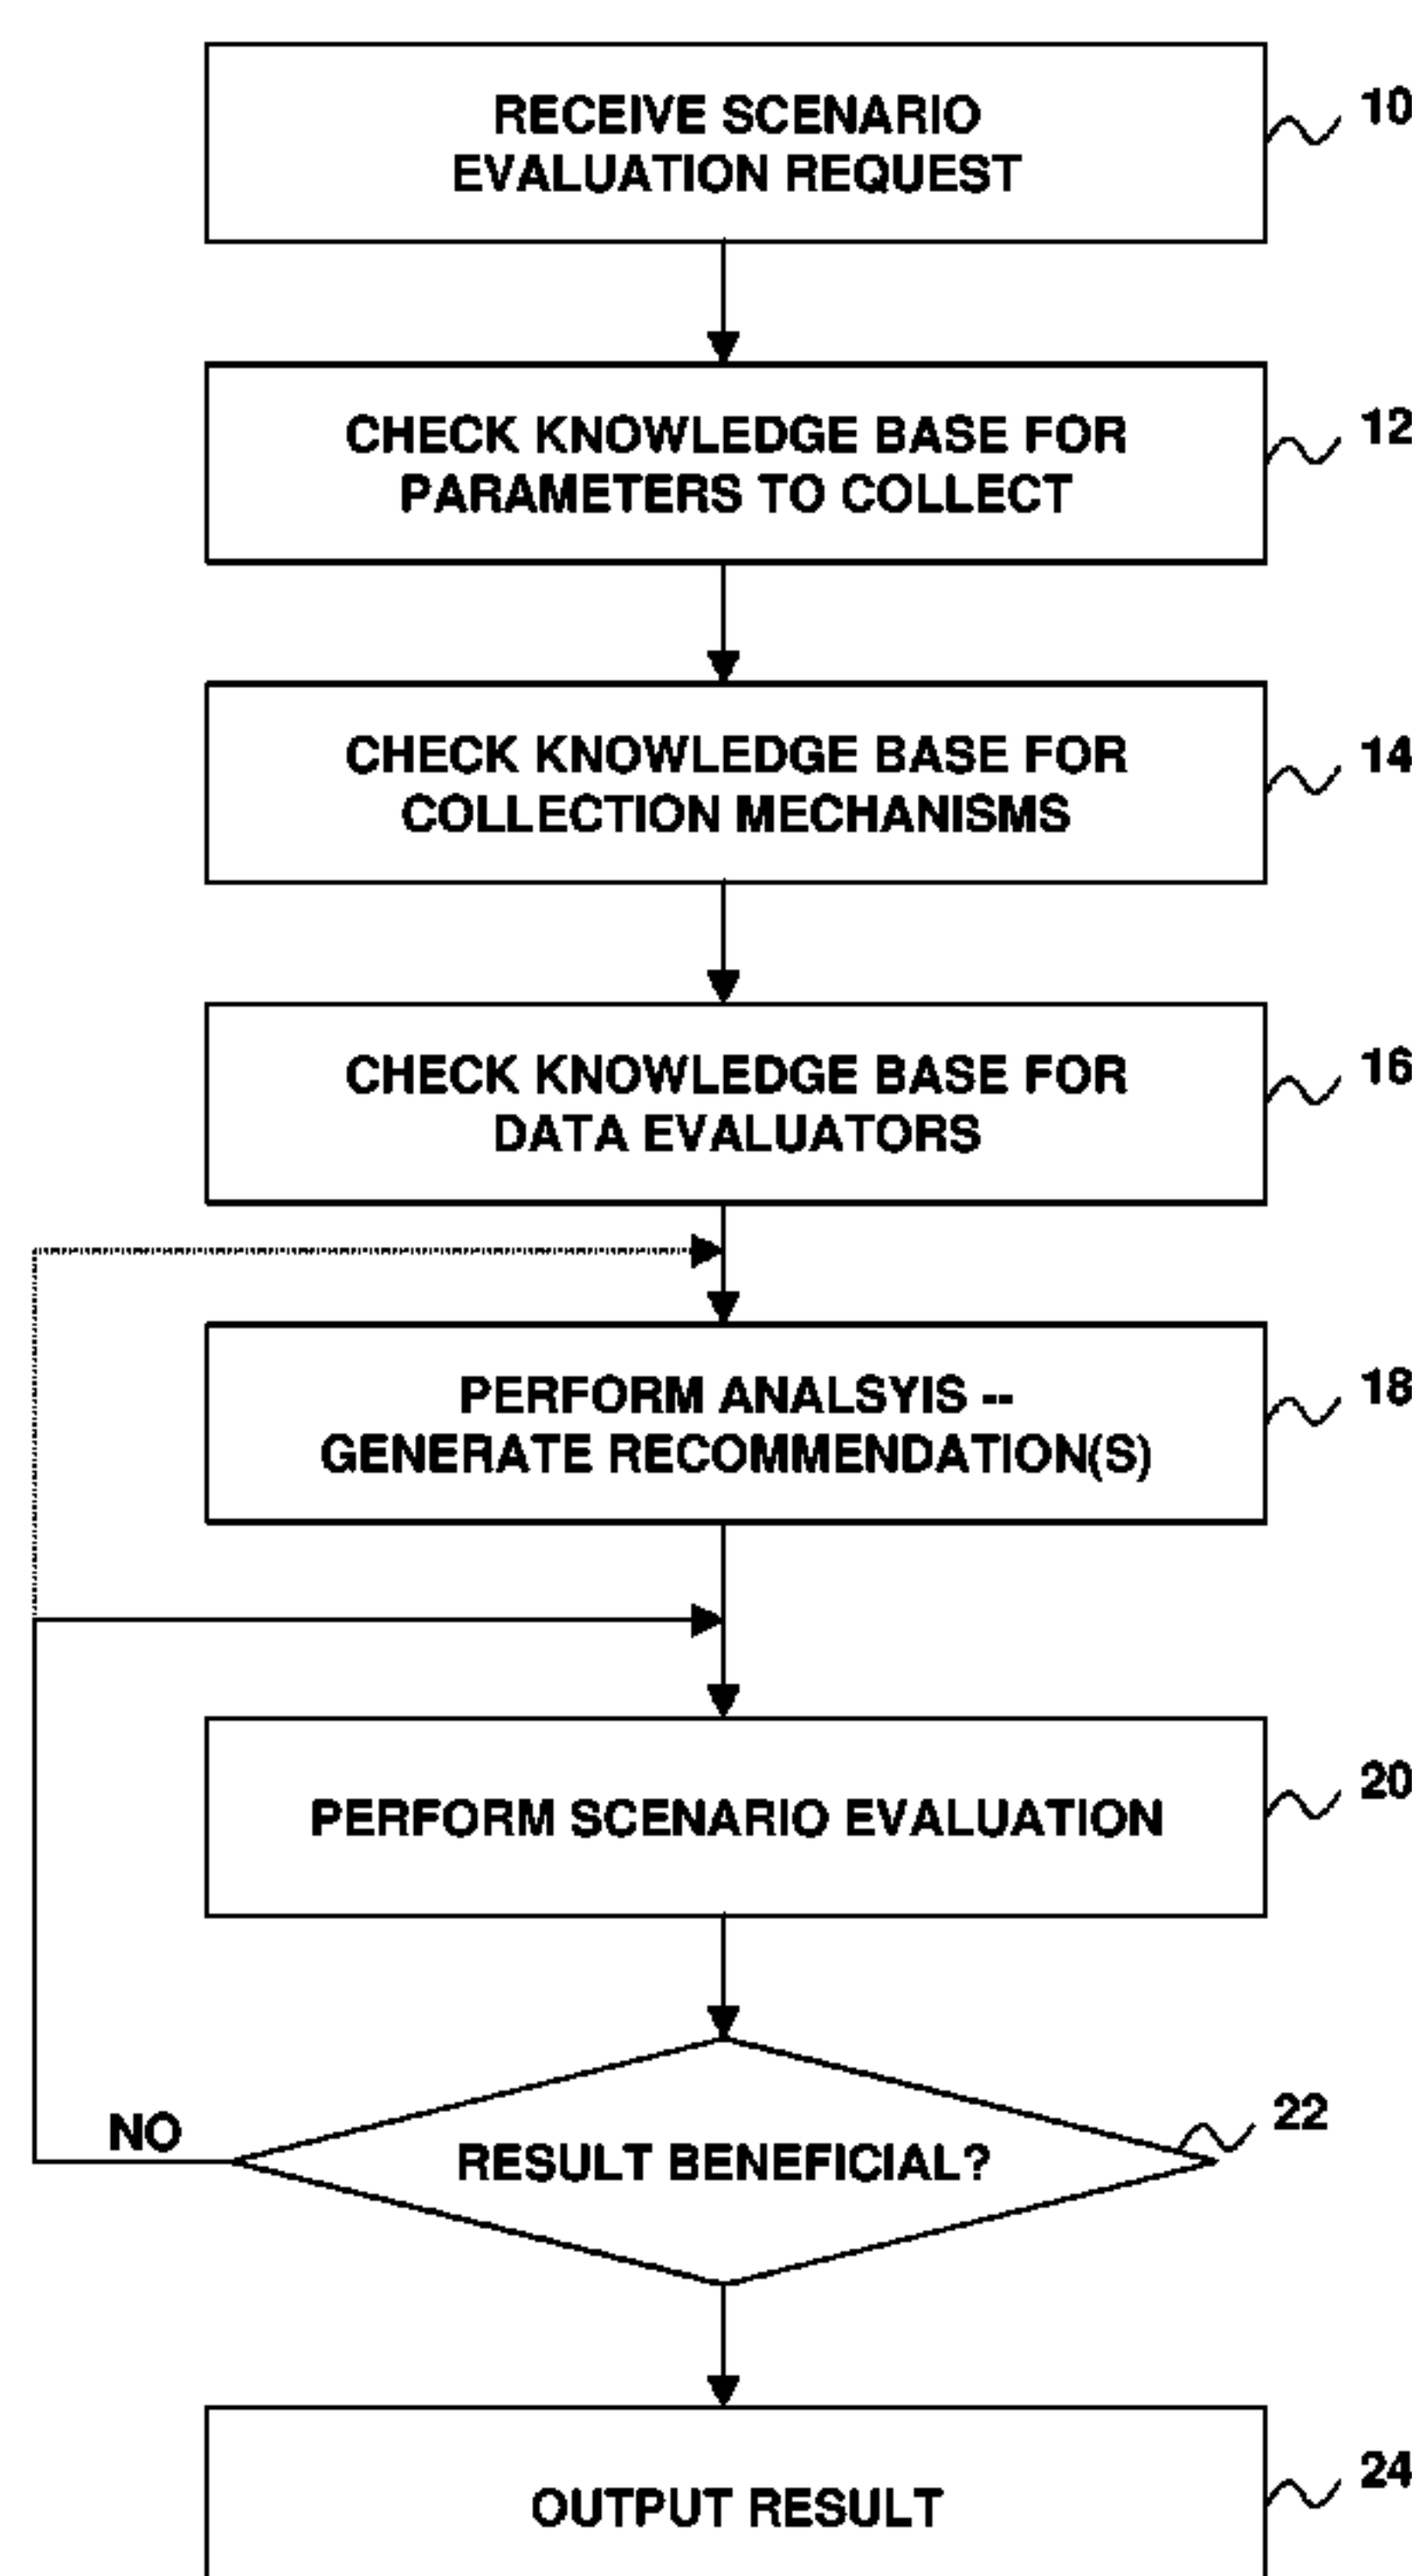 RECEIVE SCENARIO
EVALUATION REQUEST
10
CHECK KNOWLEDGE BASE FOR
PARAMETERS TO COLLECT
12
CHECK KNOWLEDGE BASE FOR
COLLECTION MECHANISMS
14
CHECK KNOWLEDGE BASE FOR
DATA EVALUATORS
16
PERFORM ANALSYIS --
GENERATE RECOMMENDATION(S)
18
PERFORM SCENARIO EVALUATION
20
NO
RESULT BENEFICIAL?
22
OUTPUT RESULT
24